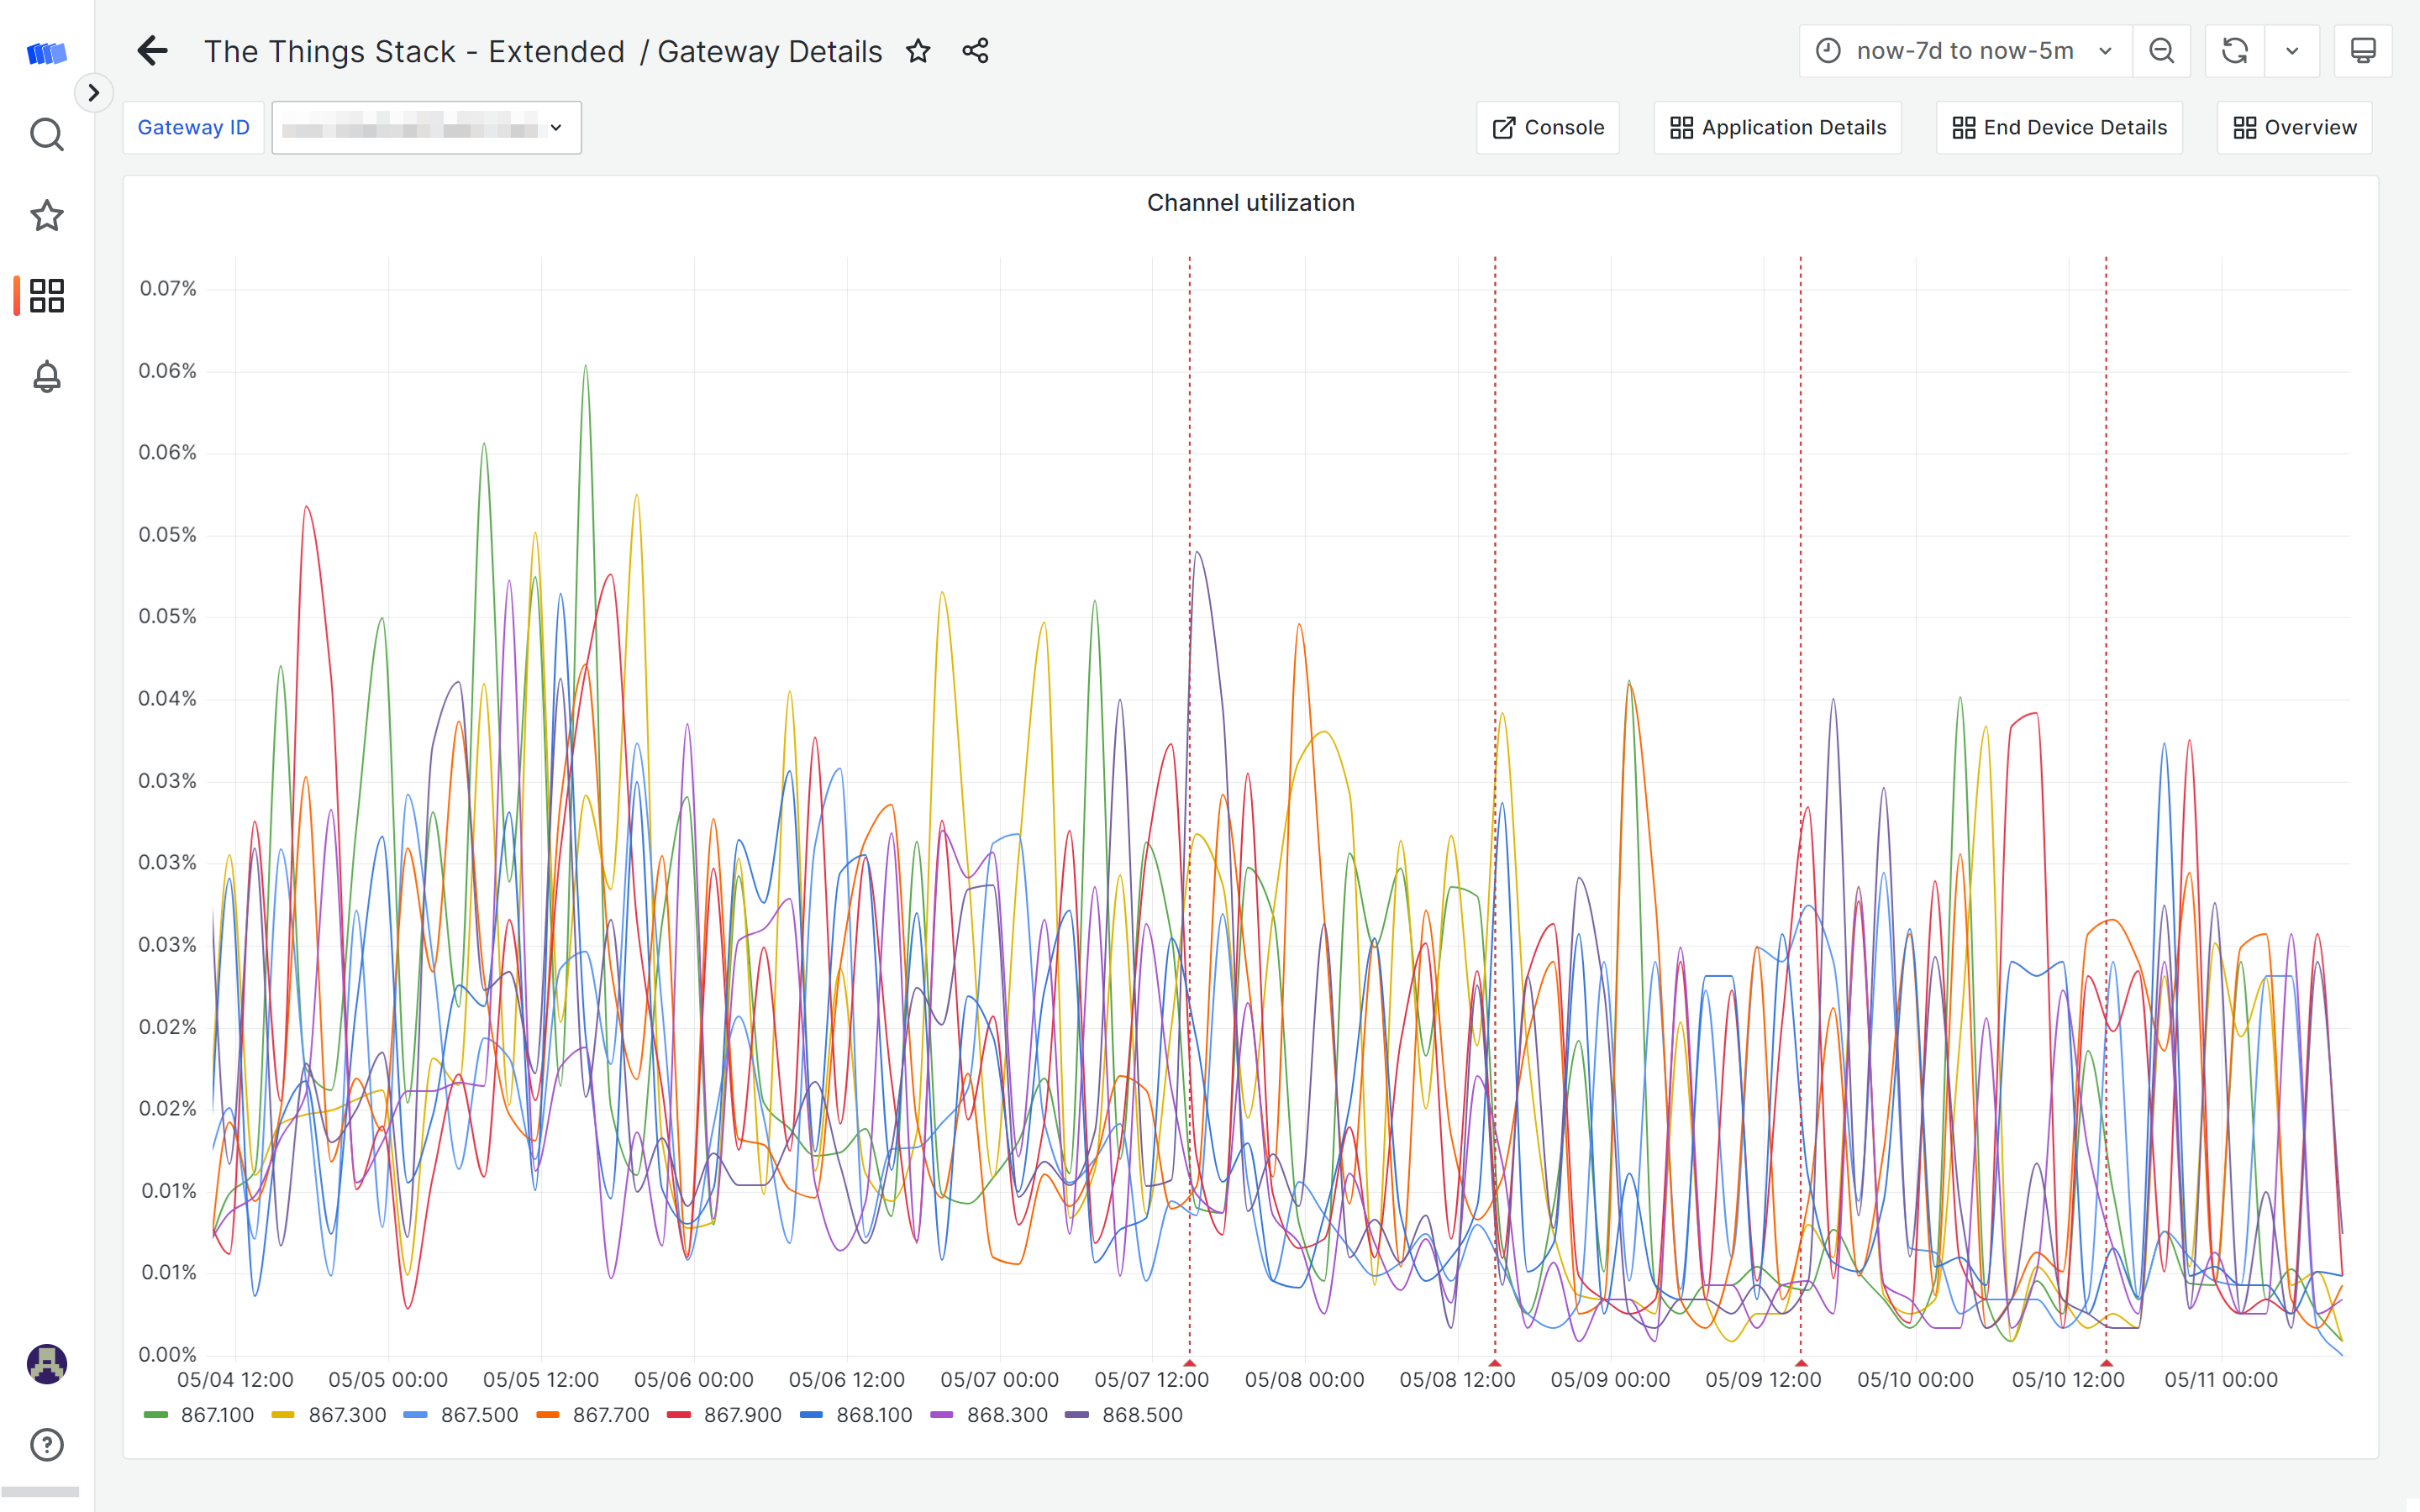 The Things Stack - Extended / Gateway Details
now-7d to now-5m
Gateway ID
Console
Application Details
End Device Details
Overview
Channel utilization
0.07%
0.06%
0.06%
0.05%
0.05%
0.04%
0.03%
0.03%
0.03%
0.02%
0.02%
0.01%
0.01%
0.00%
05/04 12:00 05/05 00:00 05/05 12:00 05/06 00:00 05/06 12:00 05/07 00:00 05/07 12:00 05/08 00:00 05/08 12:00 05/09 00:00 05/09 12:00 05/10 00:00 05/10 12:00 05/11 00:00
867.100 867.300 867.500 867.700 867.900 868.100 868.300 868.500